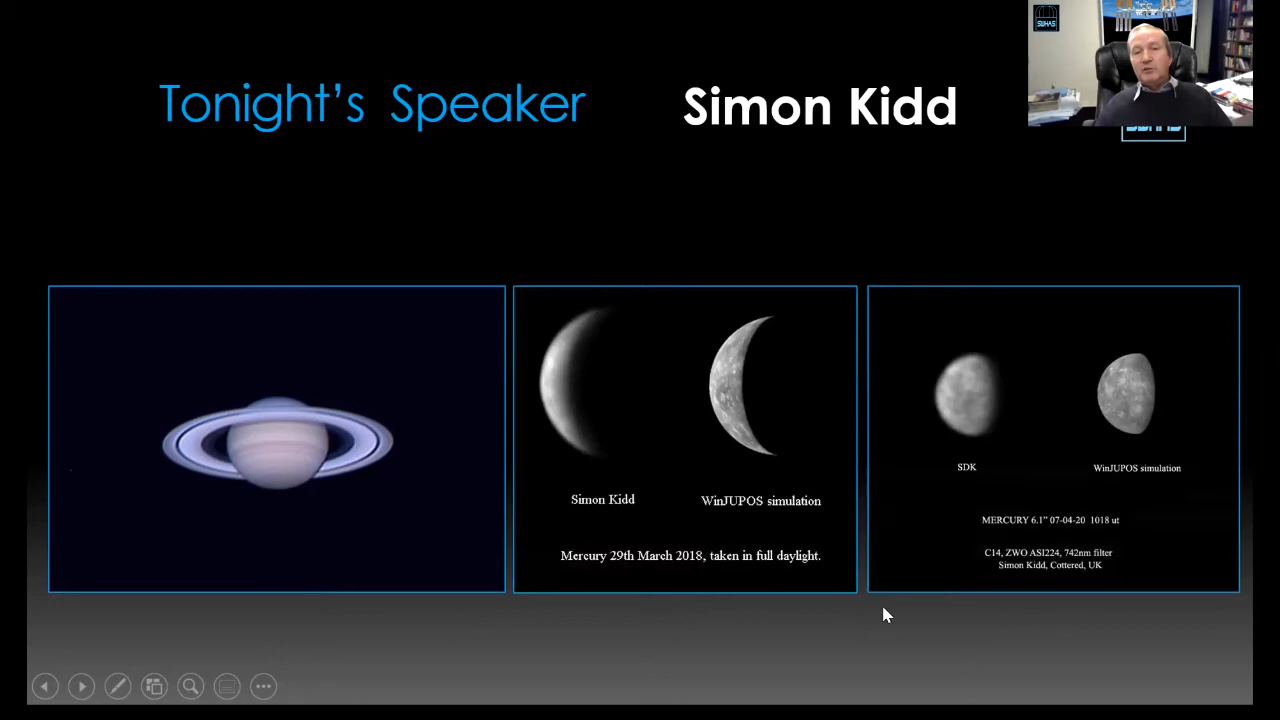 Tonight's Speaker
Simon Kidd
SWHAS
Simon Kidd
WinJUPOS simulation
Mercury 29th March 2018, taken in full daylight.
SDK
WinJUPOS simulation
MERCURY 6.1" 07-04-20 1018 ut
C14, ZWO ASI224, 742nm filter
Simon Kidd, Cottered, UK